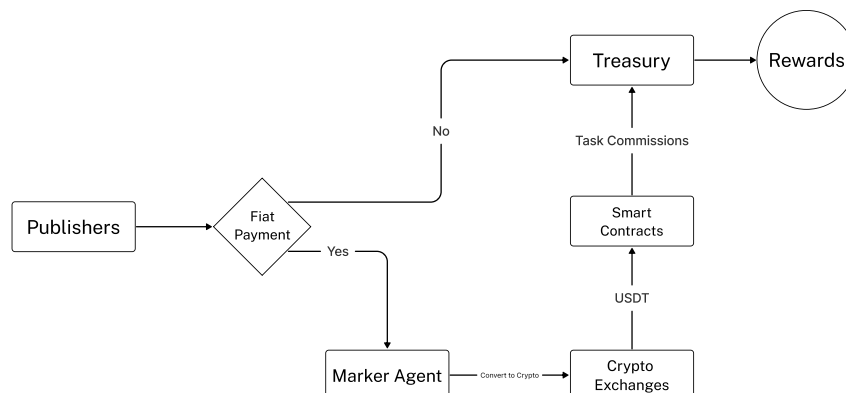 Treasury
Rewards
No
Task Commissions
Publishers
Fiat
Payment
Smart
Contracts
Yes
USDT
Marker Agent
Convert to Crypto
Crypto
Exchanges